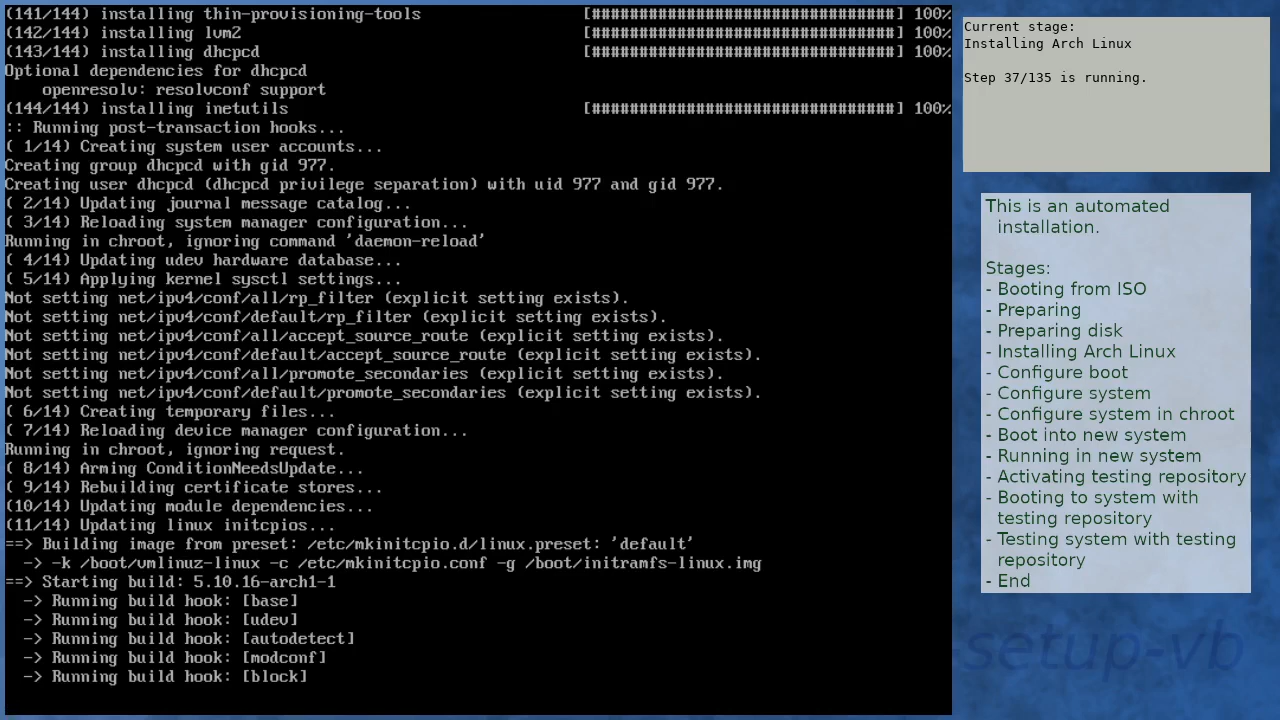 (141/144) installing thin-provisioning-tools [################################] 100%
(142/144) installing lvm2 [################################] 100%
(143/144) installing dhcpcd [################################] 100%
Optional dependencies for dhcpcd
    openresolv: resolvconf support
(144/144) installing inetutils [################################] 100%
:: Running post-transaction hooks...
( 1/14) Creating system user accounts...
Creating group dhcpcd with gid 977.
Creating user dhcpcd (dhcpcd privilege separation) with uid 977 and gid 977.
( 2/14) Updating journal message catalog...
( 3/14) Reloading system manager configuration...
Running in chroot, ignoring command 'daemon-reload'
( 4/14) Updating udev hardware database...
( 5/14) Applying kernel sysctl settings...
Not setting net/ipv4/conf/all/rp_filter (explicit setting exists).
Not setting net/ipv4/conf/default/rp_filter (explicit setting exists).
Not setting net/ipv4/conf/all/accept_source_route (explicit setting exists).
Not setting net/ipv4/conf/default/accept_source_route (explicit setting exists).
Not setting net/ipv4/conf/all/promote_secondaries (explicit setting exists).
Not setting net/ipv4/conf/default/promote_secondaries (explicit setting exists).
( 6/14) Creating temporary files...
( 7/14) Reloading device manager configuration...
Running in chroot, ignoring request.
( 8/14) Arming ConditionNeedsUpdate...
( 9/14) Rebuilding certificate stores...
(10/14) Updating module dependencies...
(11/14) Updating linux initcpios...
==> Building image from preset: /etc/mkinitcpio.d/linux.preset: 'default'
  -> -k /boot/vmlinuz-linux -c /etc/mkinitcpio.conf -g /boot/initramfs-linux.img
==> Starting build: 5.10.16-arch1-1
  -> Running build hook: [base]
  -> Running build hook: [udev]
  -> Running build hook: [autodetect]
  -> Running build hook: [modconf]
  -> Running build hook: [block]
Current stage:
Installing Arch Linux
Step 37/135 is running.
This is an automated
installation.
Stages:
- Booting from ISO
- Preparing
- Preparing disk
- Installing Arch Linux
- Configure boot
- Configure system
- Configure system in chroot
- Boot into new system
- Running in new system
- Activating testing repository
- Booting to system with
testing repository
- Testing system with testing
repository
- End
-setup-vb